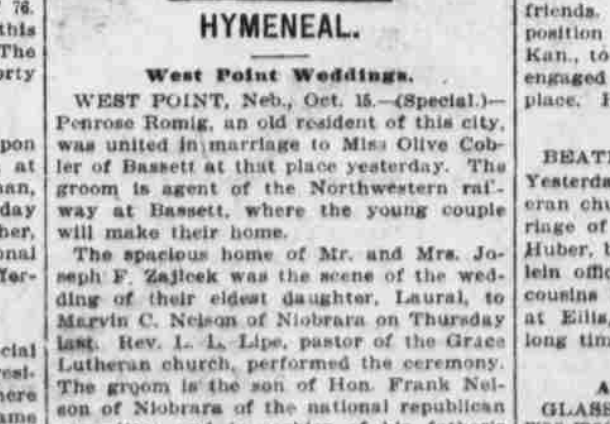 76.
this
The
orty
pon
at
man,
day
her,
onal
Yer-
cial
resi-
here
ame
HYMENEAL.
West Point Weddings.
WEST POINT, Neb., Oct. 15.—(Special.)—
Penrose Romig, an old resident of this city,
was united in marriage to Miss Olive Cob-
ler of Bassett at that place yesterday. The
groom is agent of the Northwestern rail-
way at Bassett, where the young couple
will make their home.
The spacious home of Mr. and Mrs. Jo-
seph F. Zajicek was the scene of the wed-
ding of their eldest daughter, Laural, to
Marvin C. Nelson of Niobrara on Thursday
last. Rev. L. L. Lipe, pastor of the Grace
Lutheran church, performed the ceremony.
The groom is the son of Hon. Frank Nel-
son of Niobrara of the national republican
friends.
position
Kan., to
engaged
place.
BEATI
Yesterda
eran chu
riage of
Huber, t
lein offic
cousins
at Ellis,
long tim
A
GLASS